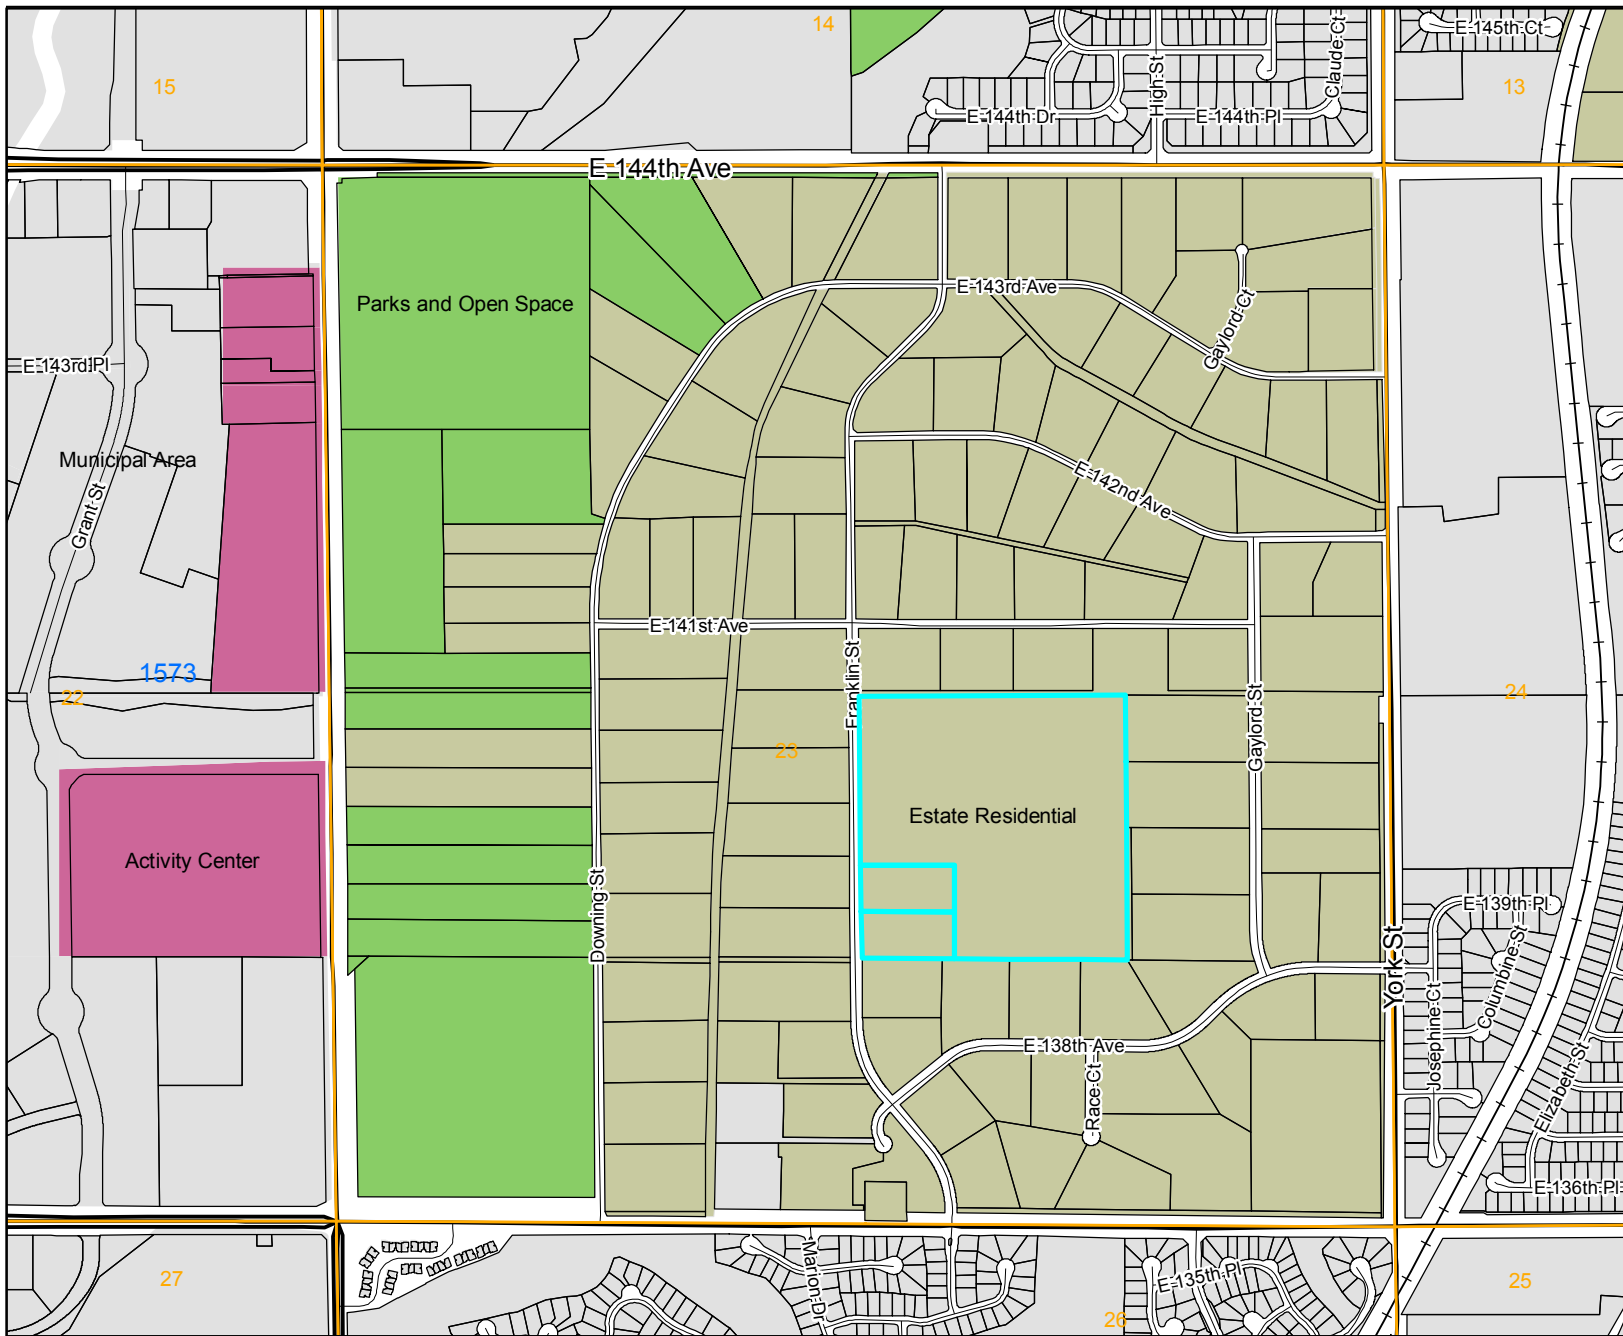 14
E 145th Ct
15
13
High St
Claude Ct
E 144th Dr
E 144th Pl
E 144th Ave
E 143rd Ave
Parks and Open Space
Gaylord Ct
E 143rd Pl
Municipal Area
Grant St
E 142nd Ave
E 141st Ave
1573
22
Franklin St
Gaylord St
24
23
Estate Residential
Activity Center
Downing St
York St
E 139th Pl
Columbine St
Josephine Ct
E 138th Ave
Race Ct
Elizabeth St
E 136th Pl
27
Marion Dr
E 135th Pl
25
26